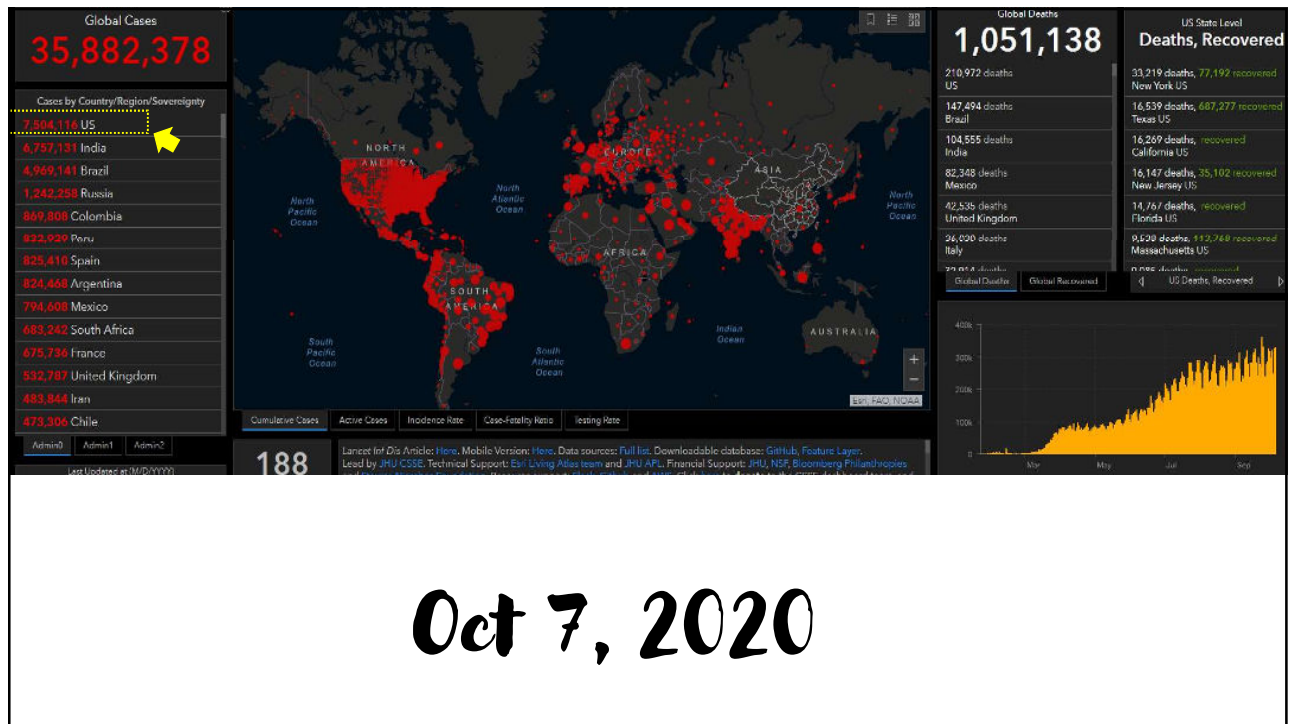 Global Cases
35,882,378
Cases by Country/Region/Sovereignty
7,504,116 US
6,757,131 India
4,969,141 Brazil
1,242,258 Russia
869,808 Colombia
832,929 Peru
825,410 Spain
824,468 Argentina
794,608 Mexico
683,242 South Africa
675,736 France
532,787 United Kingdom
483,844 Iran
473,306 Chile
Admin0 Admin1 Admin2
Last Updated at (M/D/YYYY)
NORTH
AMERICA
EUROPE
ASIA
North
Pacific
Ocean
North
Atlantic
Ocean
North
Pacific
Ocean
AFRICA
SOUTH
AMERICA
Indian
Ocean
AUSTRALIA
South
Pacific
Ocean
South
Atlantic
Ocean
+
−
Esri, FAO, NOAA
Cumulative Cases Active Cases Incidence Rate Case-Fatality Ratio Testing Rate
188
Lancet Inf Dis Article: Here. Mobile Version: Here. Data sources: Full list. Downloadable database: GitHub, Feature Layer.
Lead by JHU CSSE. Technical Support: Esri Living Atlas team and JHU APL. Financial Support: JHU, NSF, Bloomberg Philanthropies
Global Deaths
1,051,138
210,972 deaths
US
147,494 deaths
Brazil
104,555 deaths
India
82,348 deaths
Mexico
42,535 deaths
United Kingdom
36,030 deaths
Italy
Global Deaths Global Recovered
US State Level
Deaths, Recovered
33,219 deaths, 77,192 recovered
New York US
16,539 deaths, 687,277 recovered
Texas US
16,269 deaths, recovered
California US
16,147 deaths, 35,102 recovered
New Jersey US
14,767 deaths, recovered
Florida US
9,530 deaths, 113,768 recovered
Massachusetts US
US Deaths, Recovered
400k
300k
200k
100k
0
Mar May Jul Sep
Oct 7, 2020